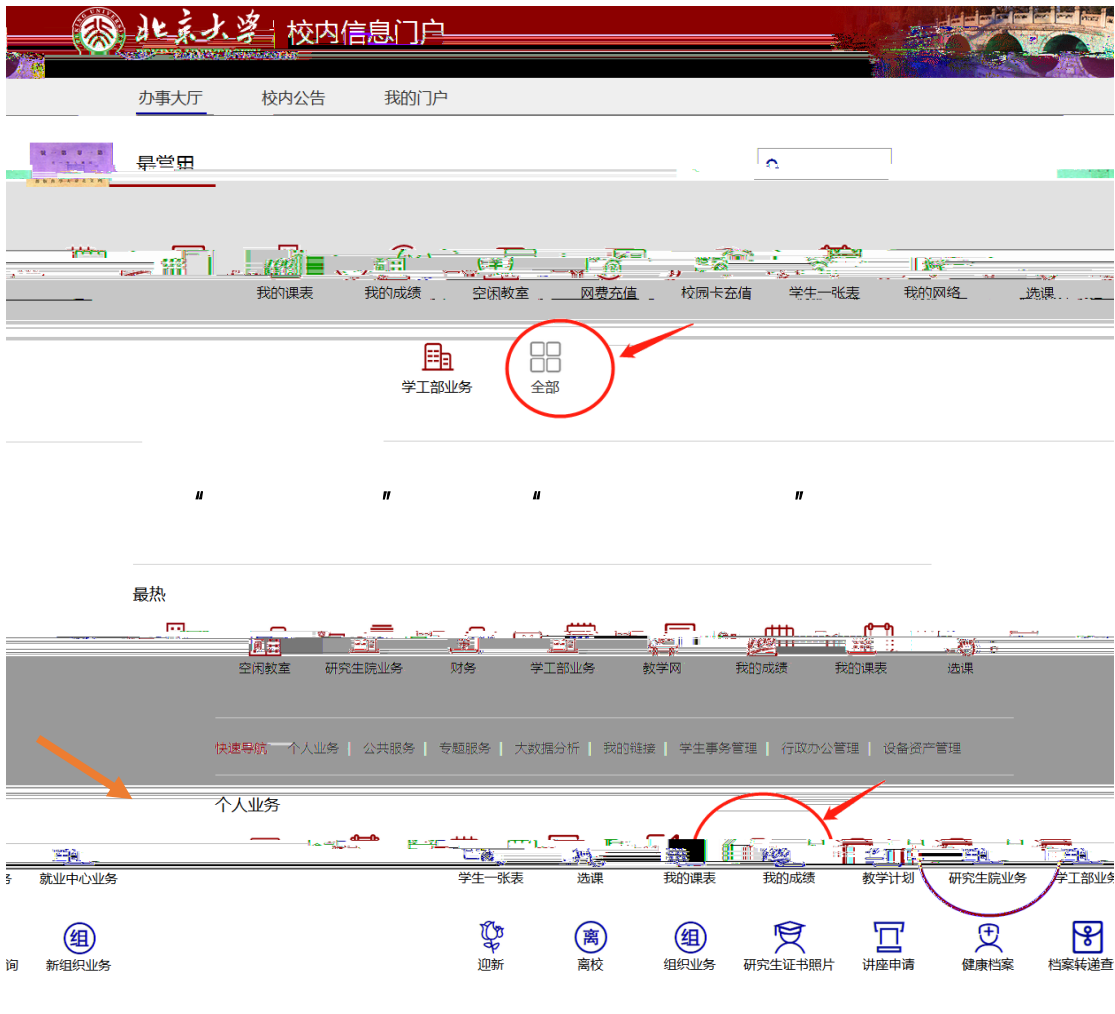 北京大学 校内信息门户
办事大厅 校内公告 我的门户
最常用
我的课表 我的成绩 空闲教室 网费充值 校园卡充值 学生一张表 我的网络 选课
学工部业务 全部
“ ” “ ”
最热
空闲教室 研究生院业务 财务 学工部业务 教学网 我的成绩 我的课表 选课
快速导航 个人业务 | 公共服务 | 专题服务 | 大数据分析 | 我的链接 | 学生事务管理 | 行政办公管理 | 设备资产管理
个人业务
就业中心业务 学生一张表 选课 我的课表 我的成绩 教学计划 研究生院业务 学工部业务
组 离 组
询 新组织业务 迎新 离校 组织业务 研究生证书照片 讲座申请 健康档案 档案转递查